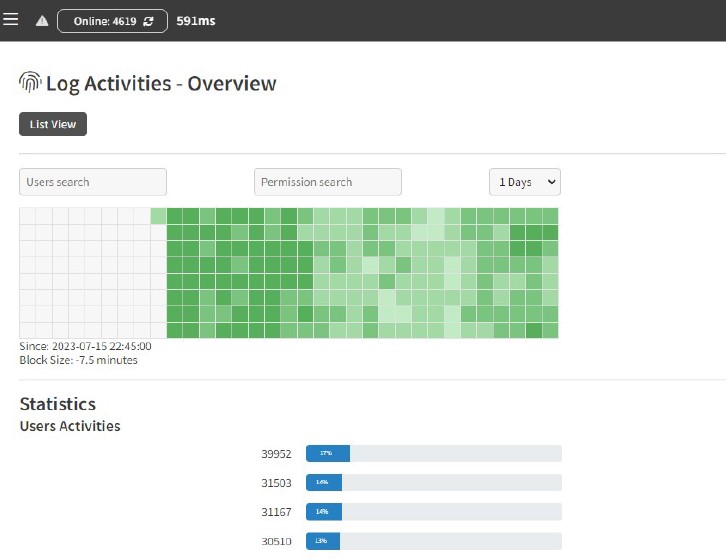 Online: 4619
591ms
Log Activities - Overview
List View
Users search
Permission search
1 Days
Since: 2023-07-15 22:45:00
Block Size: -7.5 minutes
Statistics
Users Activities
39952 17%
31503 14%
31167 14%
30510 13%